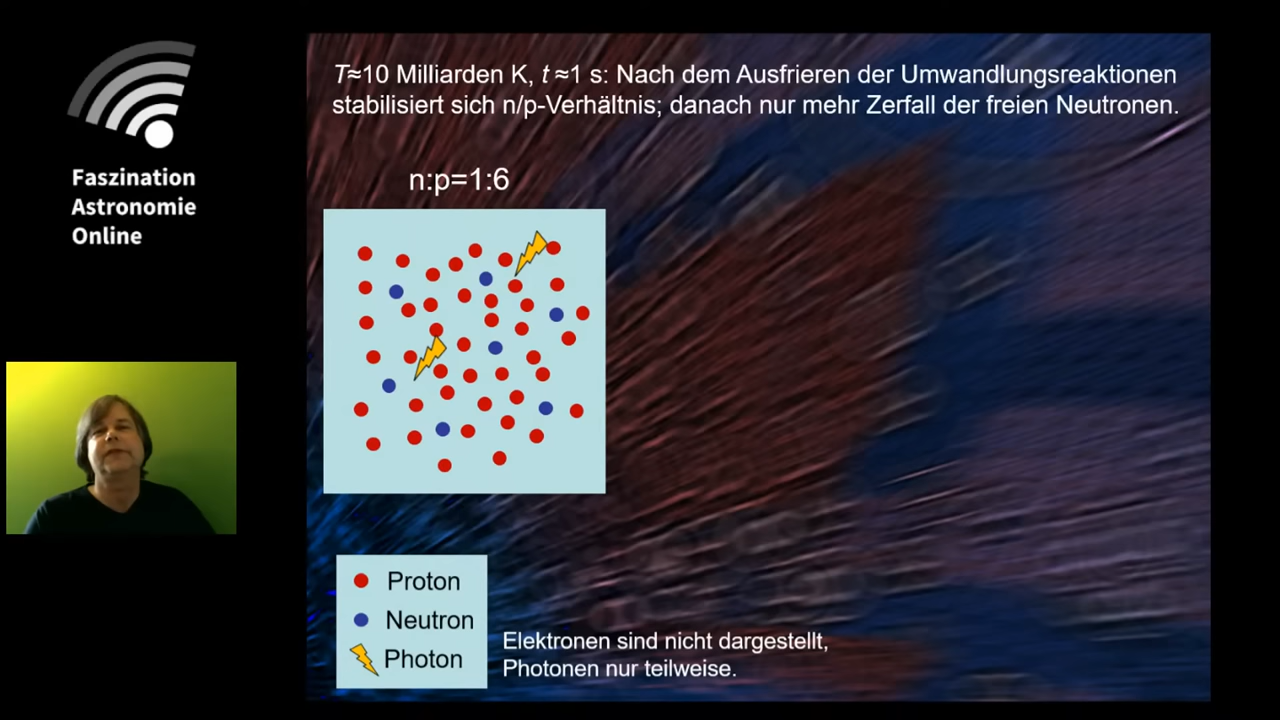 Faszination
Astronomie
Online
T≈10 Milliarden K, t ≈1 s: Nach dem Ausfrieren der Umwandlungsreaktionen
stabilisiert sich n/p-Verhältnis; danach nur mehr Zerfall der freien Neutronen.
n:p=1:6
Proton
Neutron
Photon
Elektronen sind nicht dargestellt,
Photonen nur teilweise.